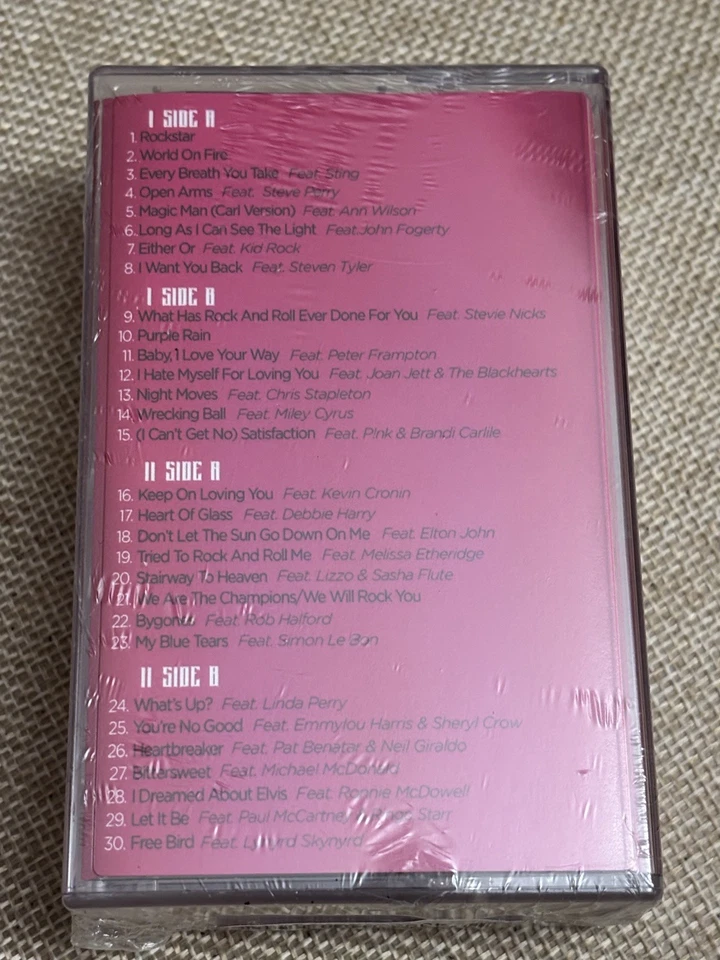 I SIDE A
1. Rockstar
2. World On Fire
3. Every Breath You Take Feat. Sting
4. Open Arms Feat. Steve Perry
5. Magic Man (Carl Version) Feat. Ann Wilson
6. Long As I Can See The Light Feat.John Fogerty
7. Either Or Feat. Kid Rock
8. I Want You Back Feat. Steven Tyler
I SIDE B
9. What Has Rock And Roll Ever Done For You Feat. Stevie Nicks
10. Purple Rain
11. Baby, I Love Your Way Feat. Peter Frampton
12. I Hate Myself For Loving You Feat. Joan Jett & The Blackhearts
13. Night Moves Feat. Chris Stapleton
14. Wrecking Ball Feat. Miley Cyrus
15. (I Can't Get No) Satisfaction Feat. P!nk & Brandi Carlile
II SIDE A
16. Keep On Loving You Feat. Kevin Cronin
17. Heart Of Glass Feat. Debbie Harry
18. Don't Let The Sun Go Down On Me Feat. Elton John
19. Tried To Rock And Roll Me Feat. Melissa Etheridge
20. Stairway To Heaven Feat. Lizzo & Sasha Flute
21. We Are The Champions/We Will Rock You
22. Bygones Feat. Rob Halford
23. My Blue Tears Feat. Simon Le Bon
II SIDE B
24. What's Up? Feat. Linda Perry
25. You're No Good Feat. Emmylou Harris & Sheryl Crow
26. Heartbreaker Feat. Pat Benatar & Neil Giraldo
27. Bittersweet Feat. Michael McDonald
28. I Dreamed About Elvis Feat. Ronnie McDowell
29. Let It Be Feat. Paul McCartney & Ringo Starr
30. Free Bird Feat. Lynyrd Skynyrd